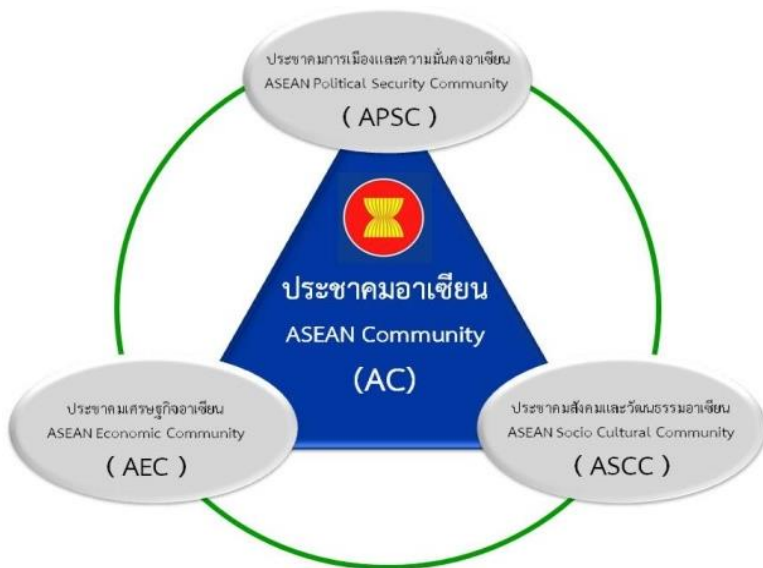 ประชาคมการเมืองและความมั่นคงอาเซียน
ASEAN Political Security Community
( APSC )
ประชาคมอาเซียน
ASEAN Community
(AC)
ประชาคมเศรษฐกิจอาเซียน
ASEAN Economic Community
( AEC )
ประชาคมสังคมและวัฒนธรรมอาเซียน
ASEAN Socio Cultural Community
( ASCC )